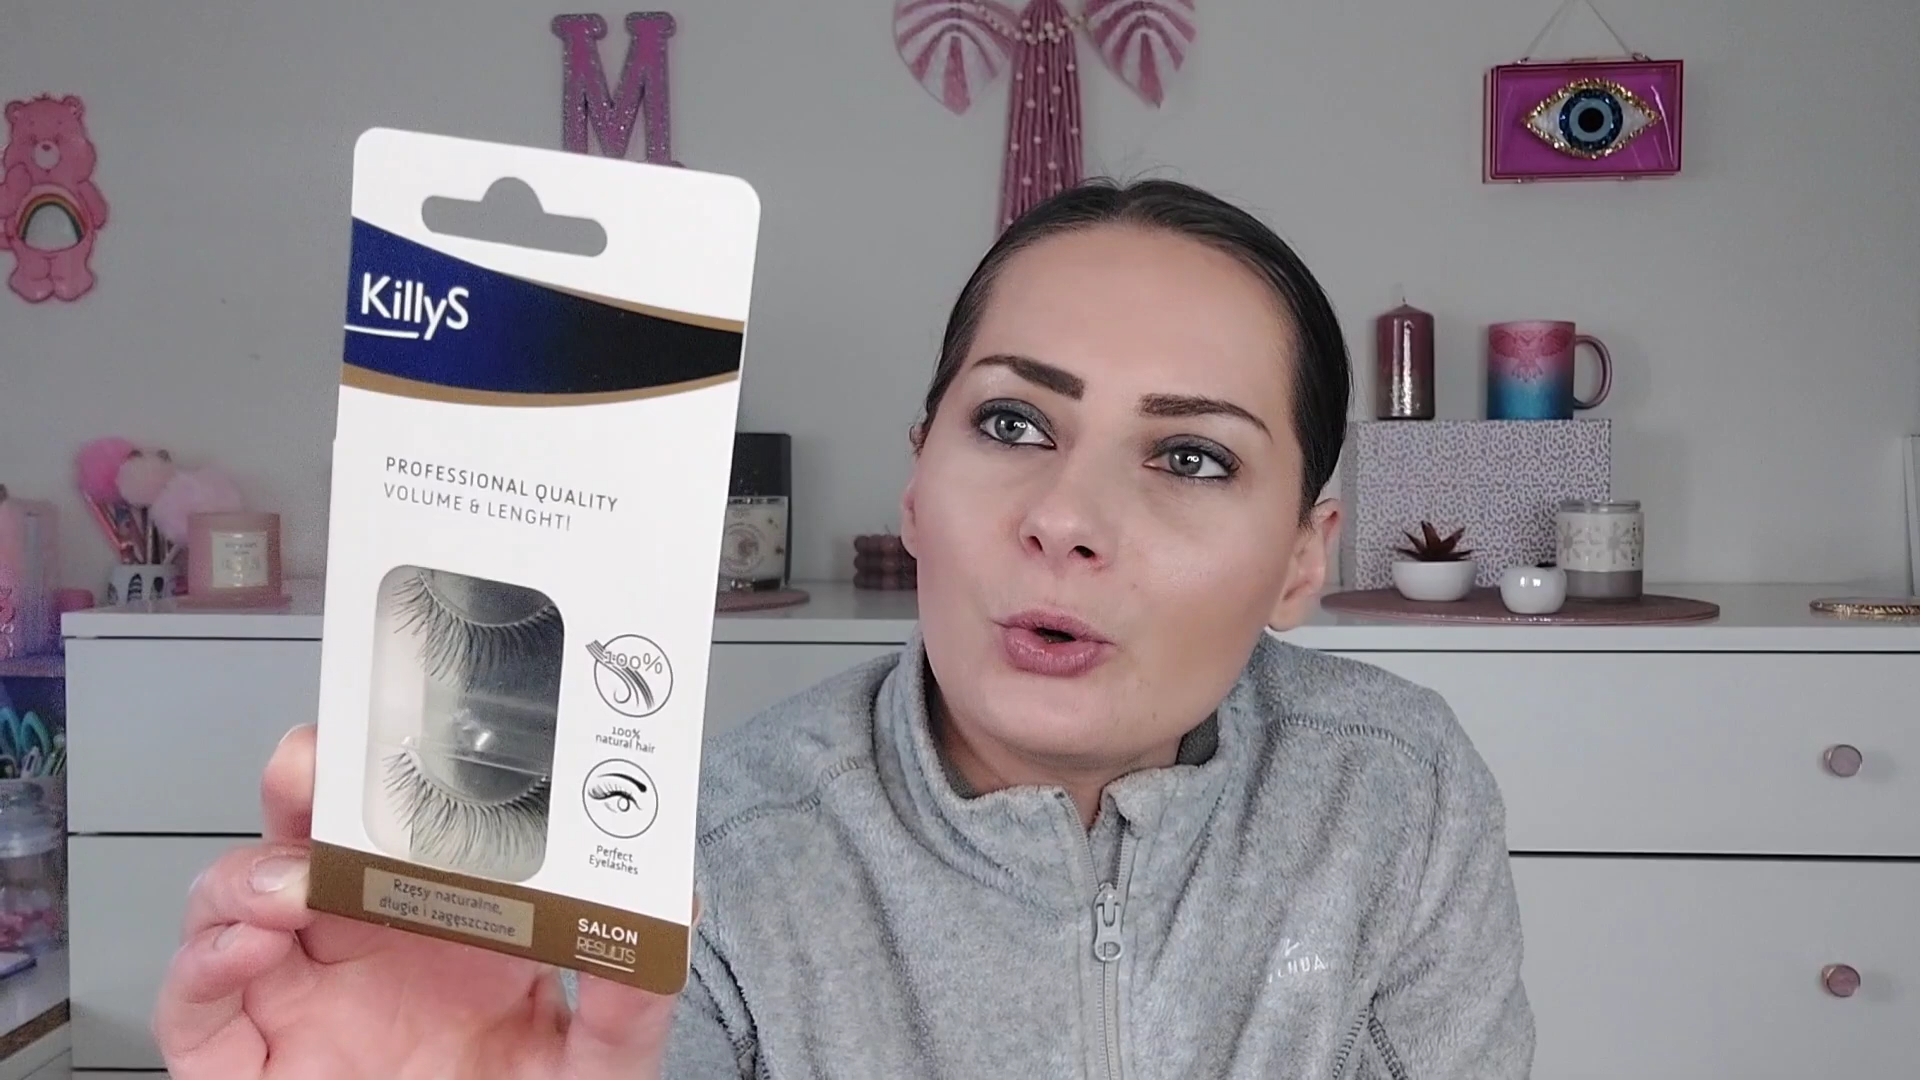 M
KillyS
PROFESSIONAL QUALITY
VOLUME & LENGHT!
100%
100%
natural hair
Perfect
Eyelashes
Rzęsy naturalne,
długie i zagęszczone
SALON
RESULTS